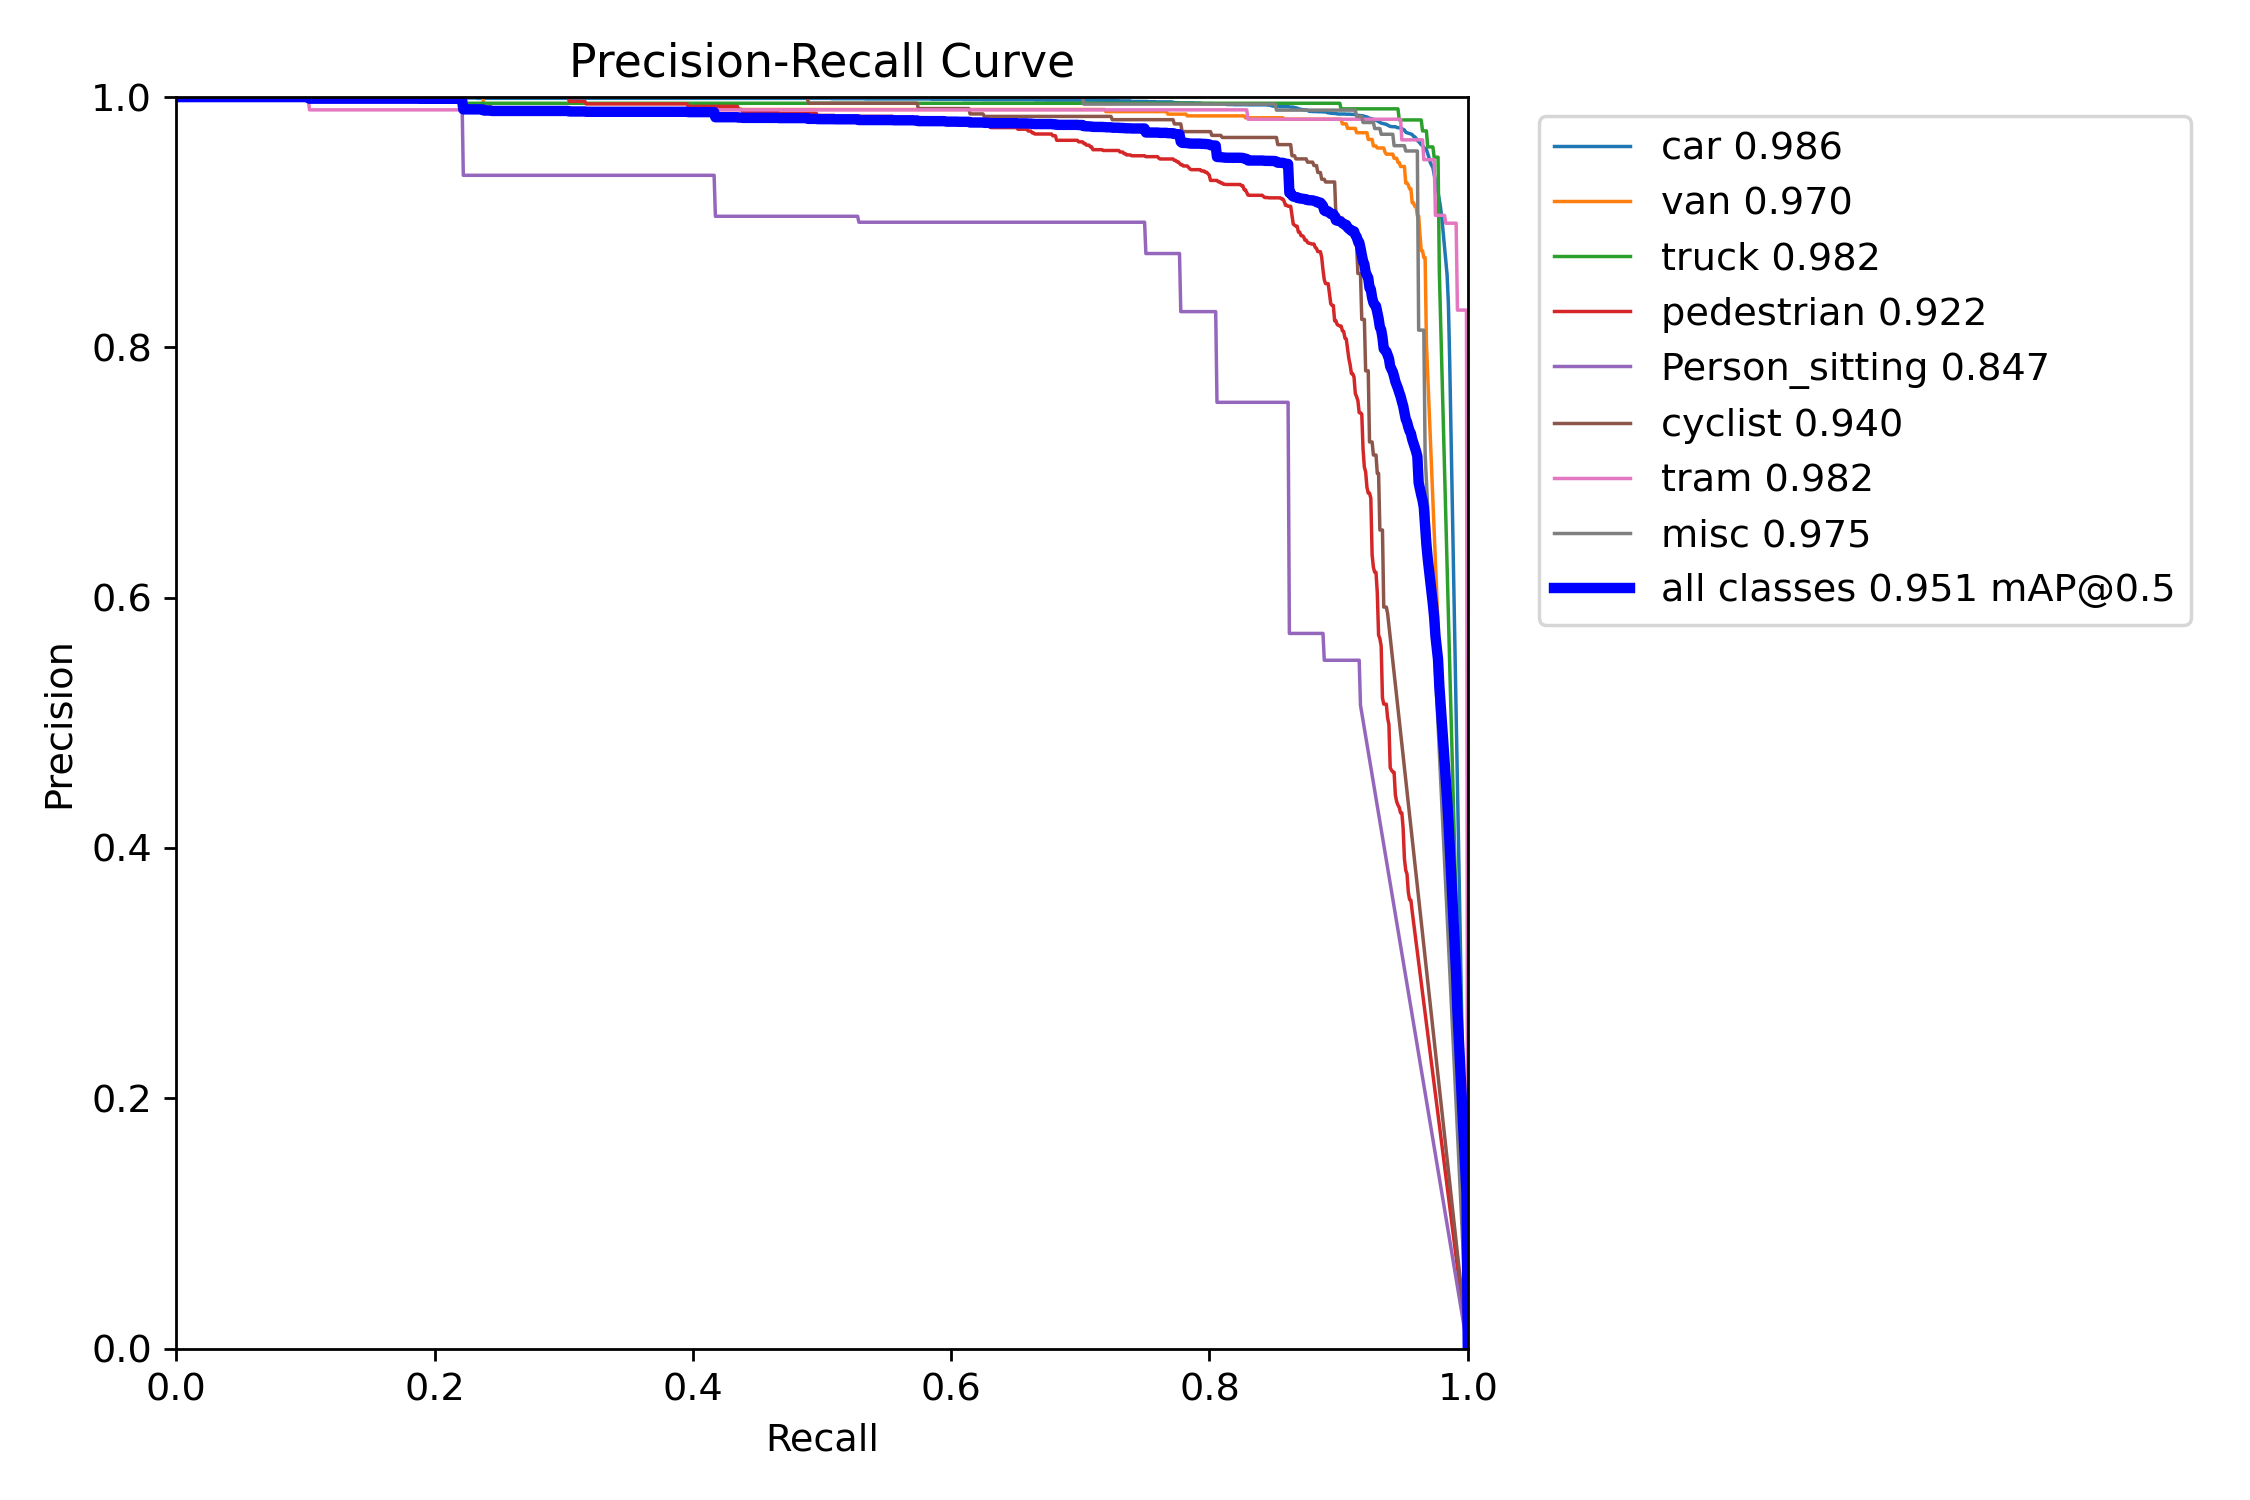 Precision-Recall Curve
1.0
0.8
0.6
0.4
0.2
0.0
Precision
0.0 0.2 0.4 0.6 0.8 1.0
Recall
car 0.986
van 0.970
truck 0.982
pedestrian 0.922
Person_sitting 0.847
cyclist 0.940
tram 0.982
misc 0.975
all classes 0.951 mAP@0.5